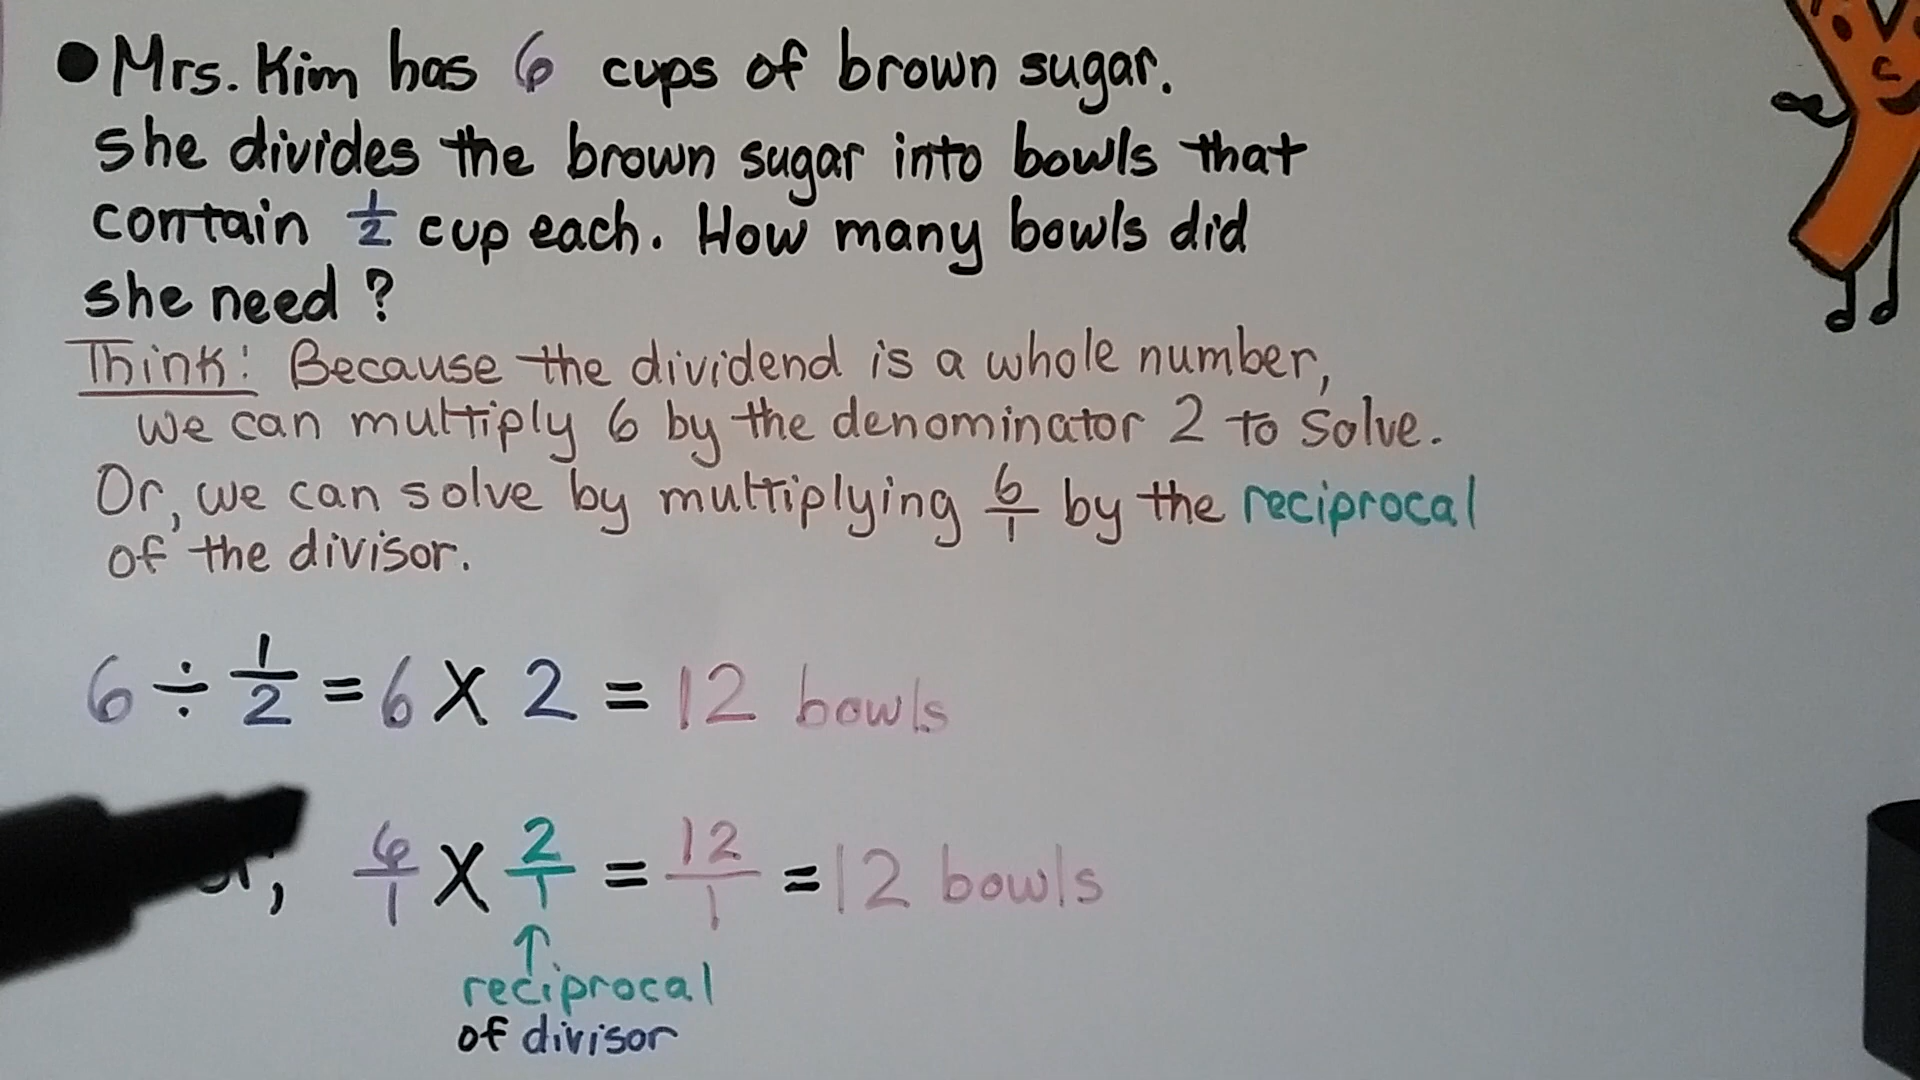 • Mrs. Kim has 6 cups of brown sugar.
She divides the brown sugar into bowls that
contain 1/2 cup each. How many bowls did
she need?
Think: Because the dividend is a whole number,
we can multiply 6 by the denominator 2 to solve.
Or, we can solve by multiplying 6/1 by the reciprocal
of the divisor.
6 ÷ 1/2 = 6 X 2 = 12 bowls
6/1 X 2/1 = 12/1 = 12 bowls
↑
reciprocal
of divisor